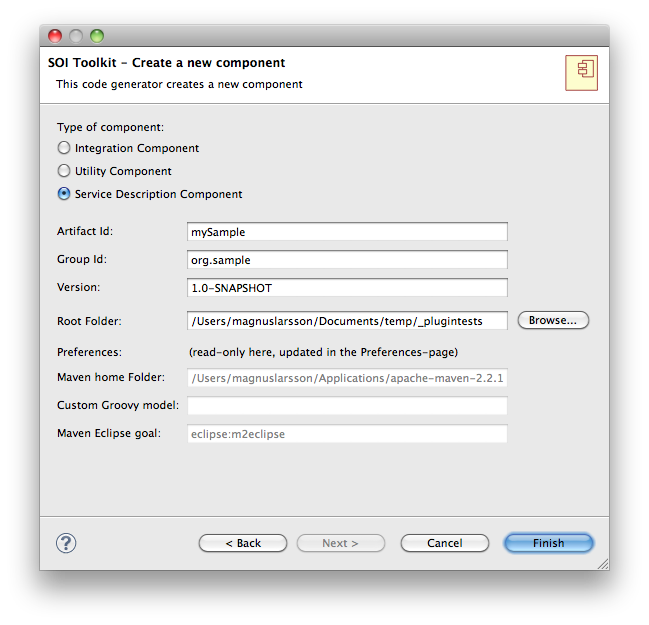 SOI Toolkit – Create a new component
This code generator creates a new component
Type of component:
Integration Component
Utility Component
Service Description Component
Artifact Id: mySample
Group Id: org.sample
Version: 1.0-SNAPSHOT
Root Folder: /Users/magnuslarsson/Documents/temp/_plugintests Browse...
Preferences: (read-only here, updated in the Preferences-page)
Maven home Folder: /Users/magnuslarsson/Applications/apache-maven-2.2.1
Custom Groovy model:
Maven Eclipse goal: eclipse:m2eclipse
? < Back Next > Cancel Finish